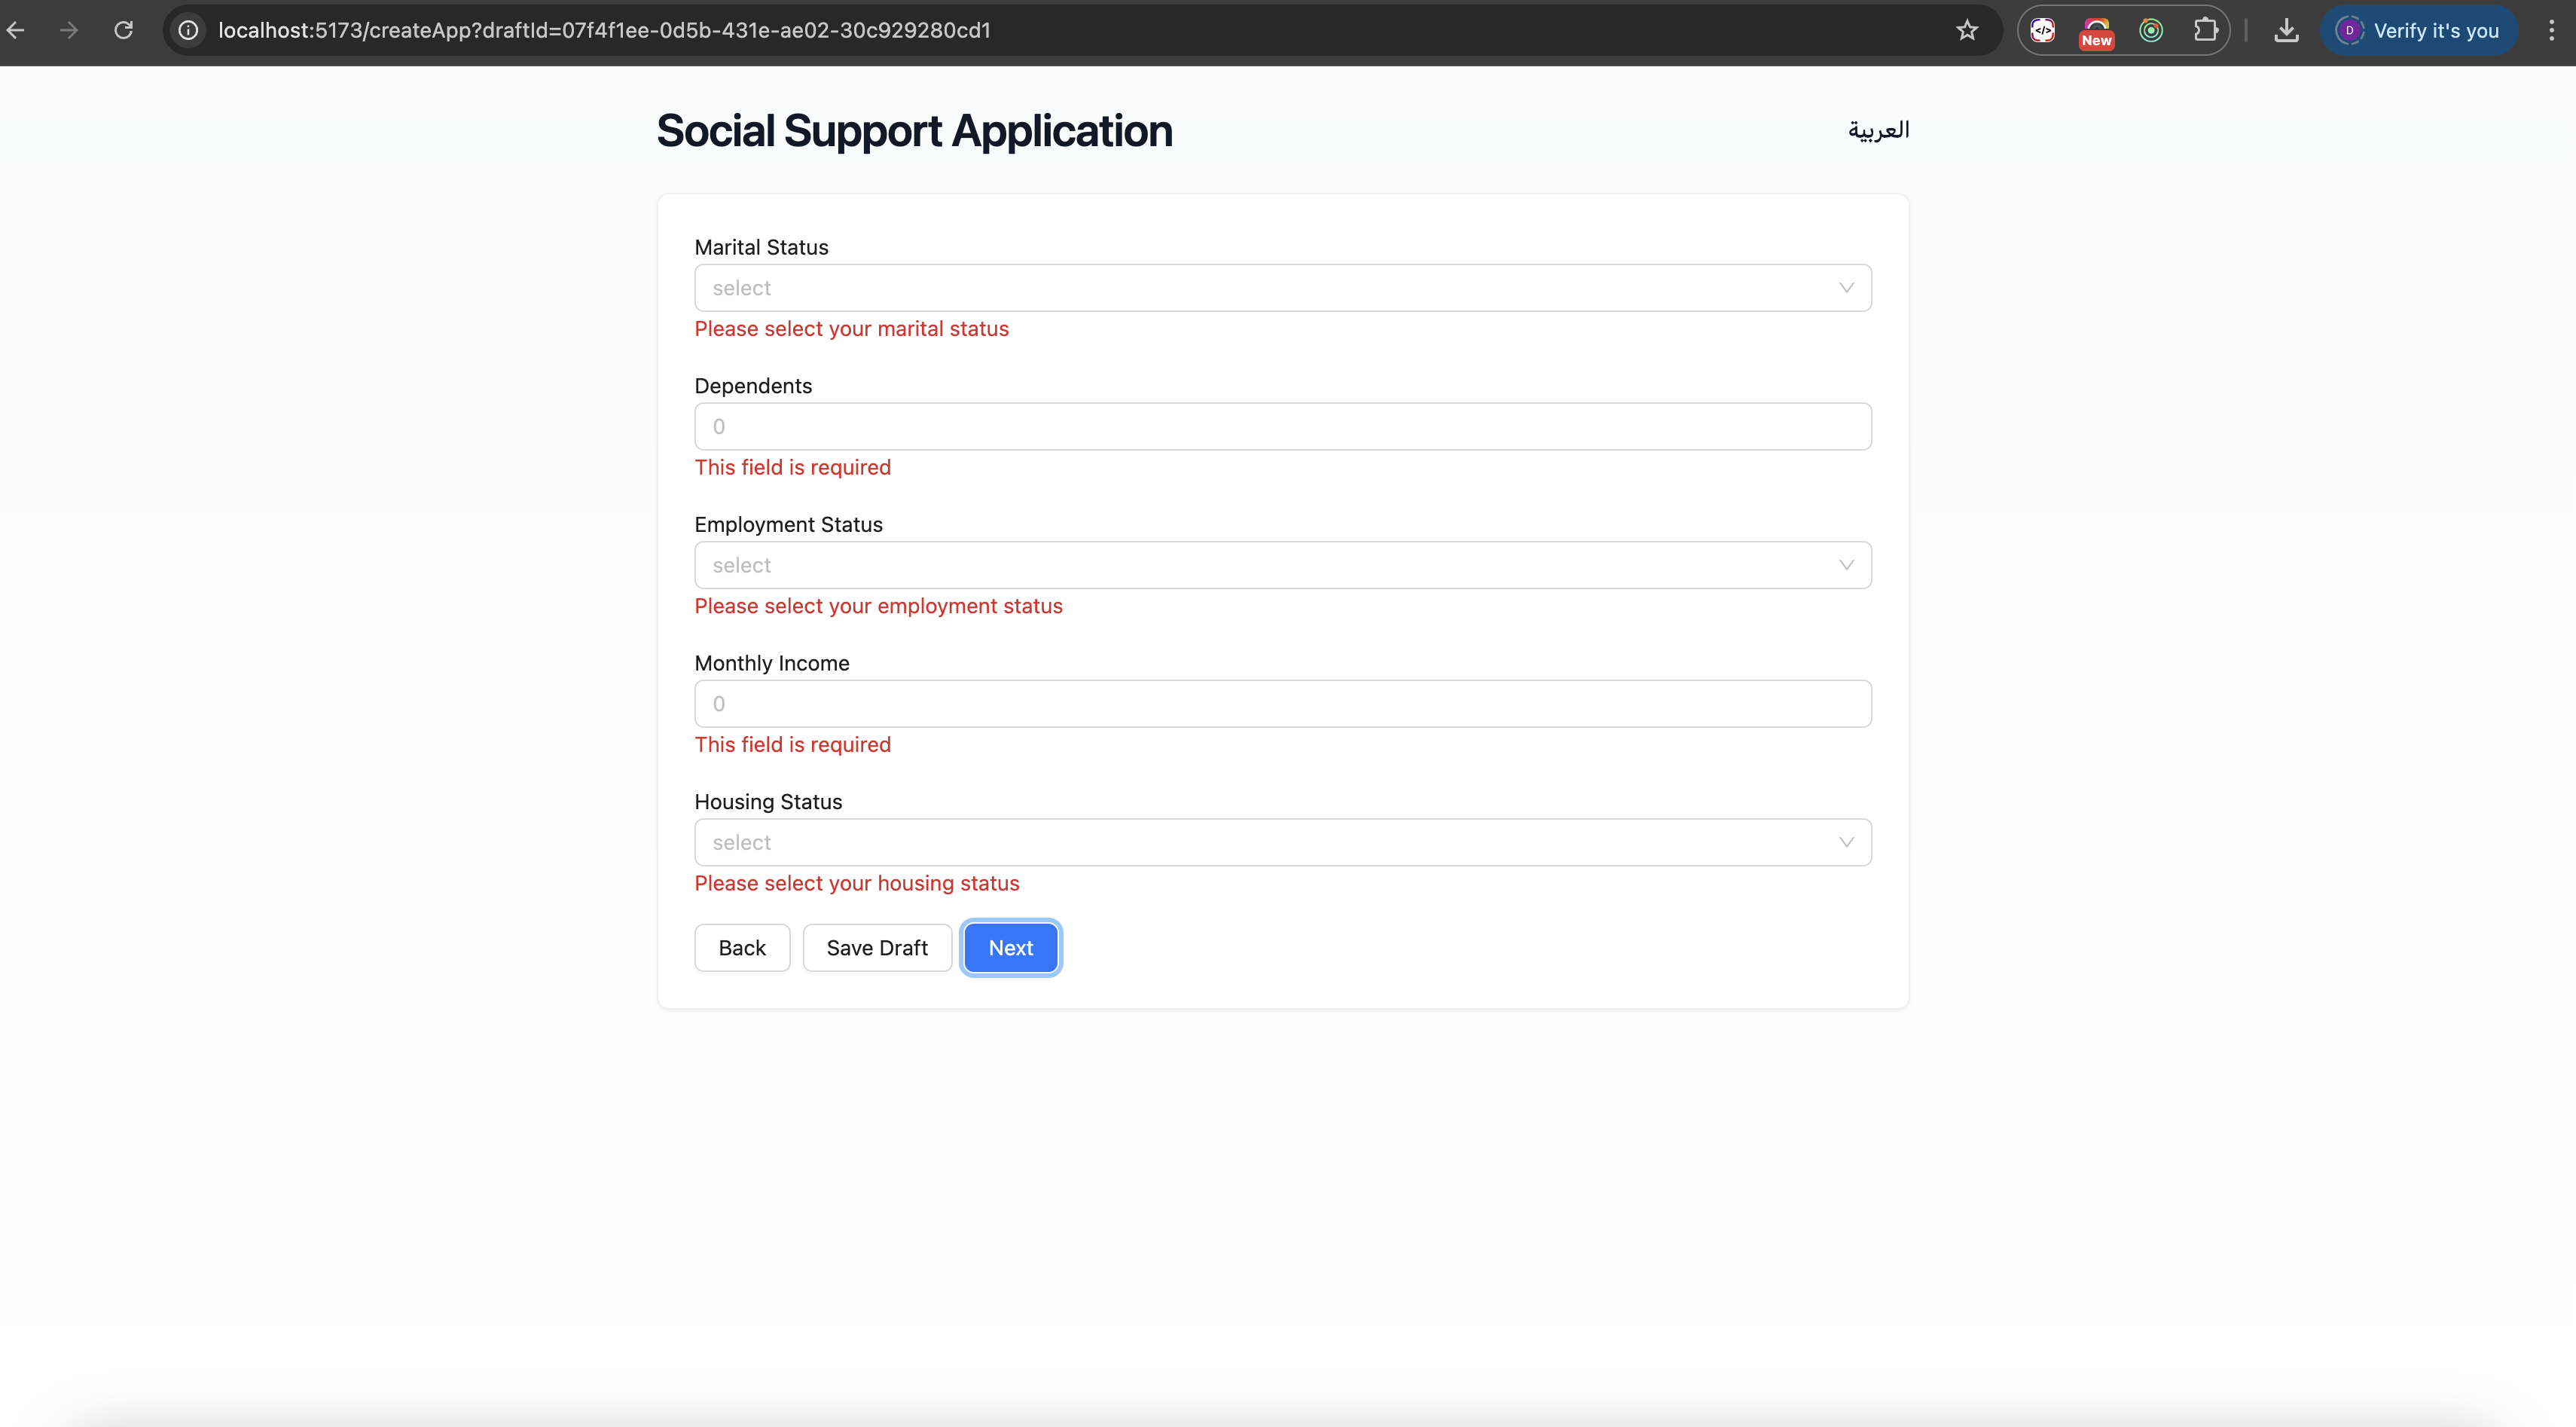 localhost:5173/createApp?draftId=07f4f1ee-0d5b-431e-ae02-30c929280cd1
</>
New
D
Verify it's you
Social Support Application
العربية
Marital Status
select
Please select your marital status
Dependents
0
This field is required
Employment Status
select
Please select your employment status
Monthly Income
0
This field is required
Housing Status
select
Please select your housing status
Back
Save Draft
Next